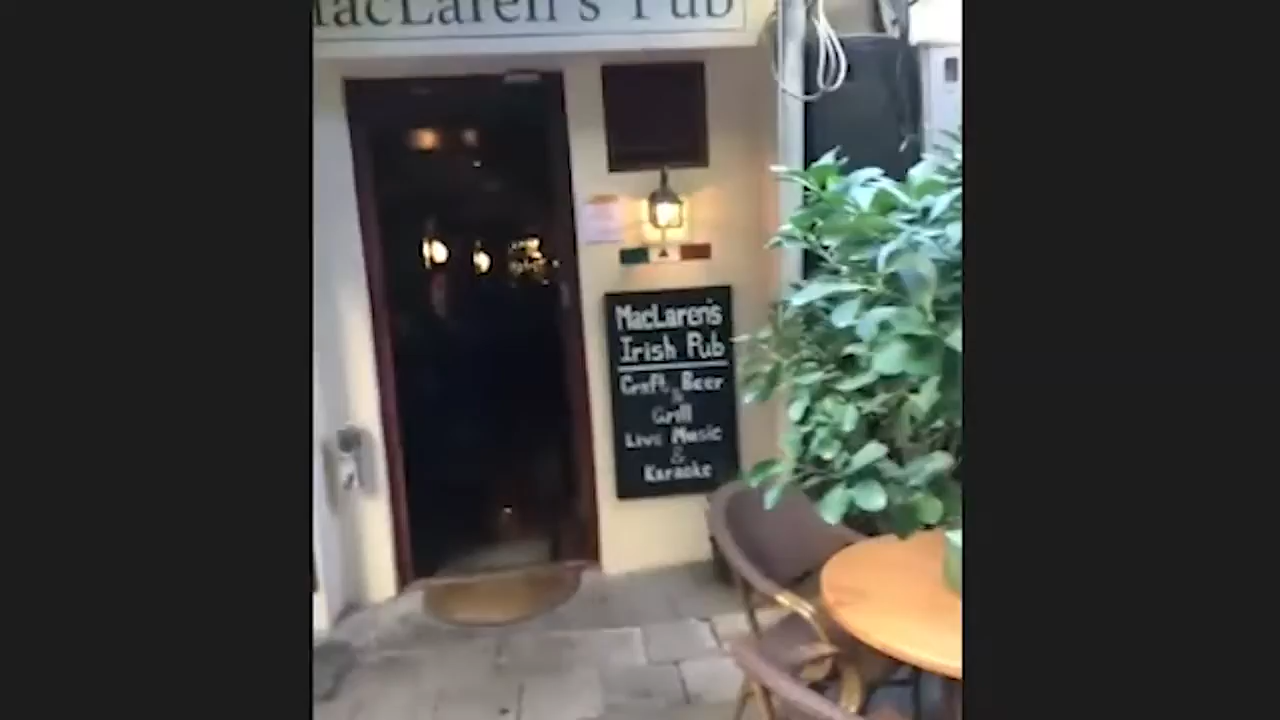 MacLaren's Pub
MacLaren's
Irish Pub
Craft Beer
&
Grill
Live Music
&
Karaoke